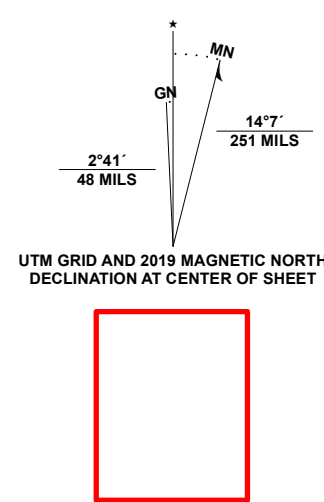 ★
MN
GN
14°7´
251 MILS
2°41´
48 MILS
UTM GRID AND 2019 MAGNETIC NORTH
DECLINATION AT CENTER OF SHEET